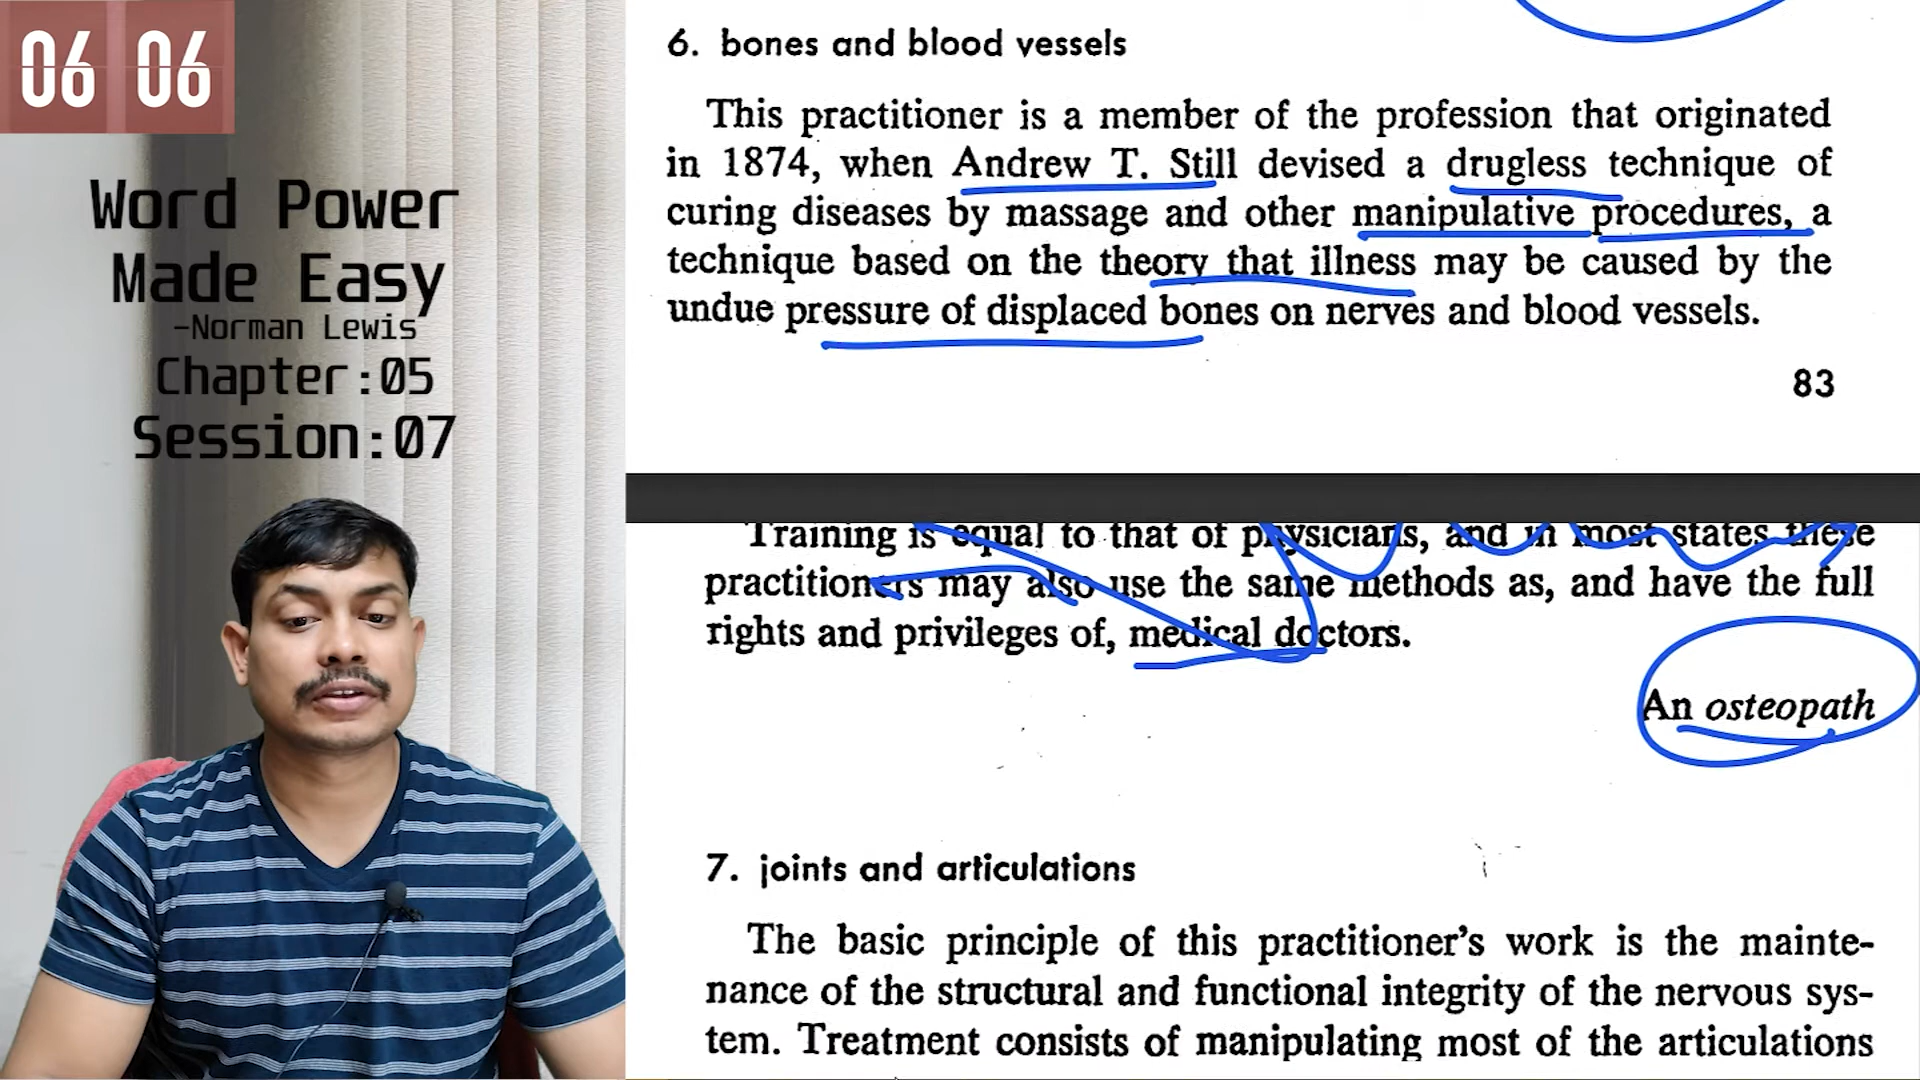 06 06
Word Power
Made Easy
-Norman Lewis
Chapter:05
Session:07
6. bones and blood vessels
This practitioner is a member of the profession that originated
in 1874, when Andrew T. Still devised a drugless technique of
curing diseases by massage and other manipulative procedures, a
technique based on the theory that illness may be caused by the
undue pressure of displaced bones on nerves and blood vessels.
83
Training is equal to that of physicians, and in most states these
practitioners may also use the same methods as, and have the full
rights and privileges of, medical doctors.
An osteopath
7. joints and articulations
The basic principle of this practitioner's work is the mainte-
nance of the structural and functional integrity of the nervous sys-
tem. Treatment consists of manipulating most of the articulations